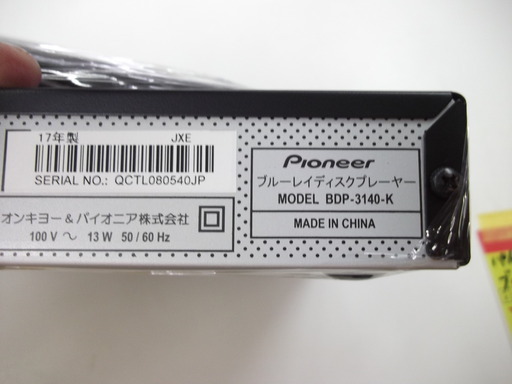 17年製 JXE
SERIAL NO.: QCTL080540JP
オンキヨー&パイオニア株式会社
100 V ～ 13 W 50 / 60 Hz
Pioneer
ブルーレイディスクプレーヤー
MODEL BDP-3140-K
MADE IN CHINA